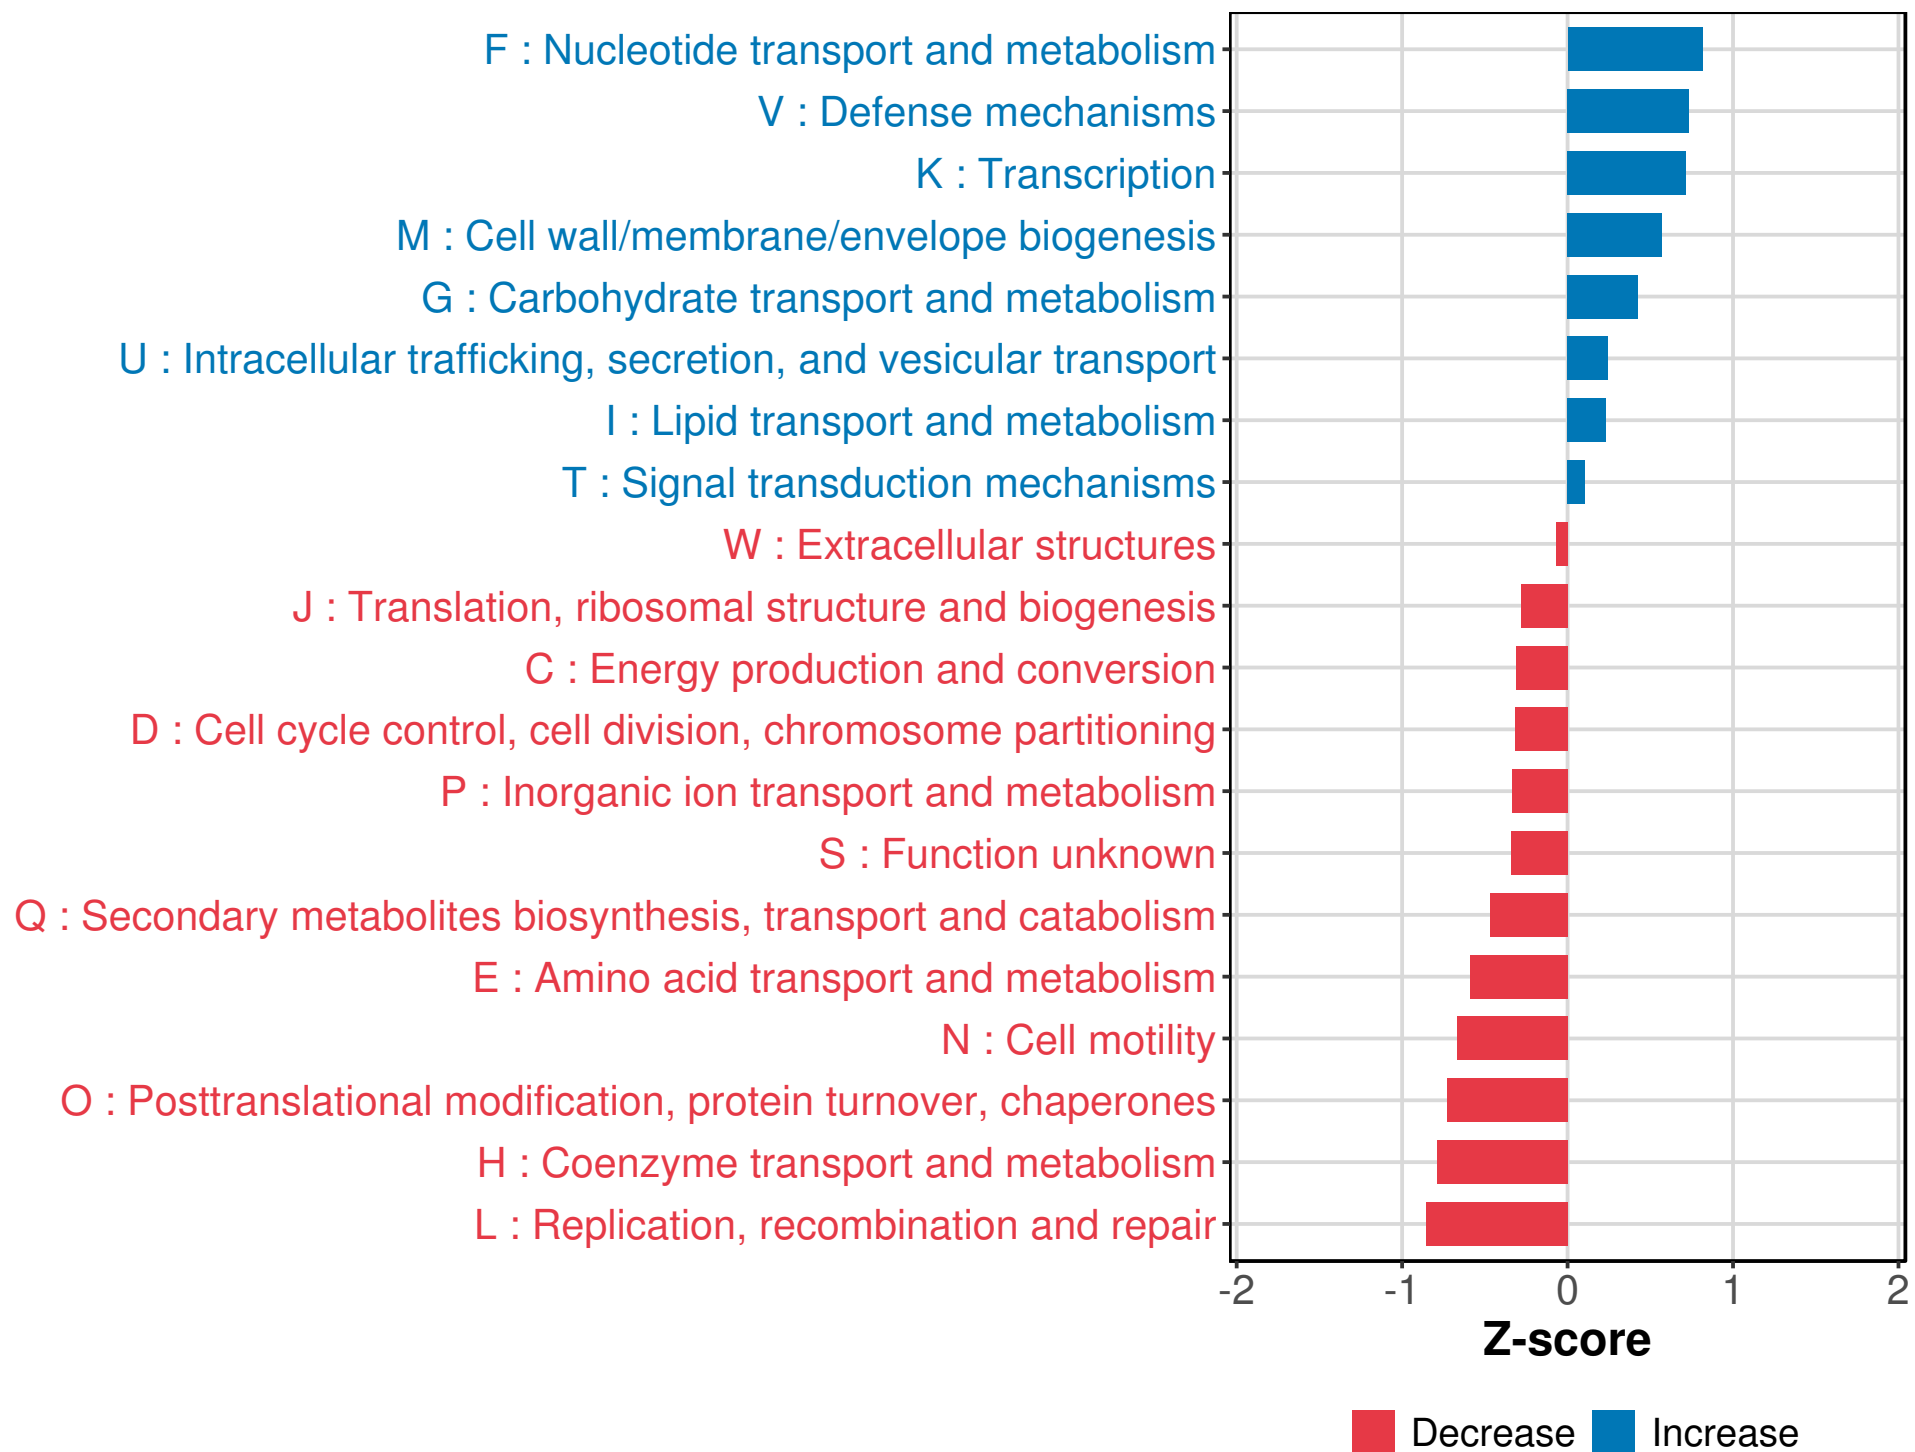 F : Nucleotide transport and metabolism
V : Defense mechanisms
K : Transcription
M : Cell wall/membrane/envelope biogenesis
G : Carbohydrate transport and metabolism
U : Intracellular trafficking, secretion, and vesicular transport
I : Lipid transport and metabolism
T : Signal transduction mechanisms
W : Extracellular structures
J : Translation, ribosomal structure and biogenesis
C : Energy production and conversion
D : Cell cycle control, cell division, chromosome partitioning
P : Inorganic ion transport and metabolism
S : Function unknown
Q : Secondary metabolites biosynthesis, transport and catabolism
E : Amino acid transport and metabolism
N : Cell motility
O : Posttranslational modification, protein turnover, chaperones
H : Coenzyme transport and metabolism
L : Replication, recombination and repair
-2 -1 0 1 2
Z-score
Decrease Increase